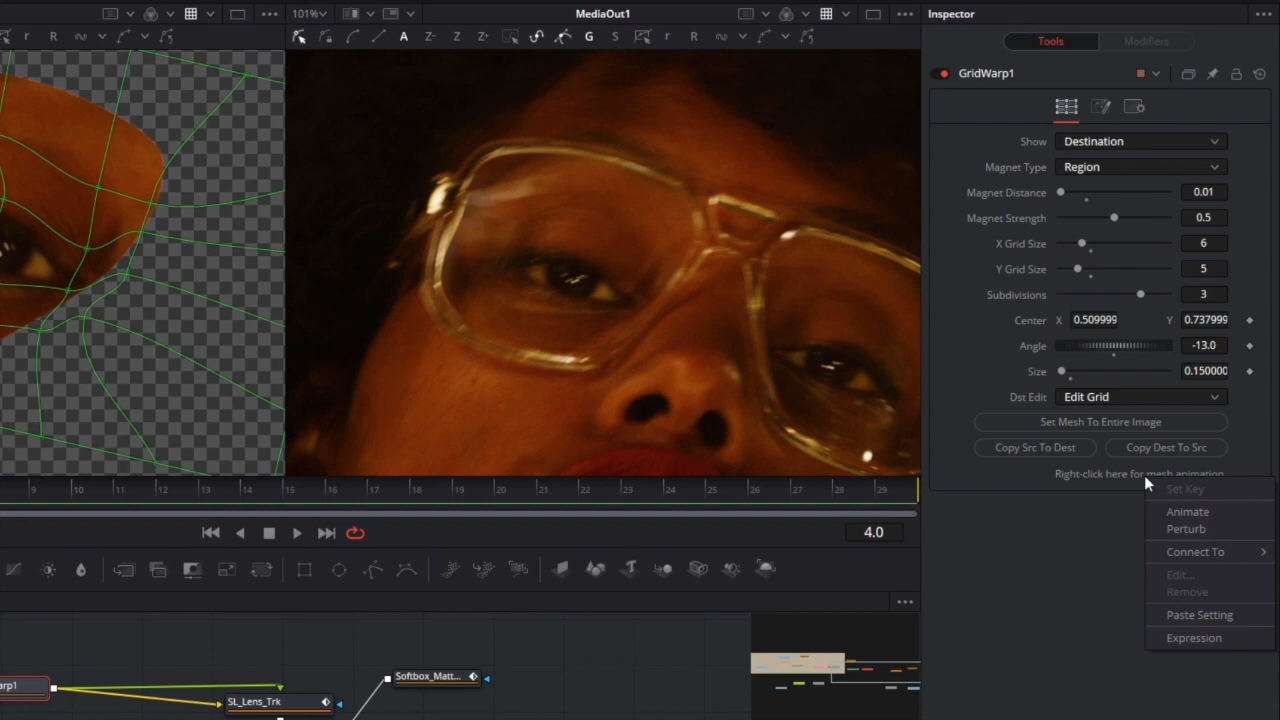 101%
MediaOut1
Inspector
r R
A Z- Z Z+ G S r R
Tools
Modifiers
GridWarp1
Show Destination
Magnet Type Region
Magnet Distance 0.01
Magnet Strength 0.5
X Grid Size 6
Y Grid Size 5
Subdivisions 3
Center X 0.509999 Y 0.737999
Angle -13.0
Size 0.150000
Dst Edit Edit Grid
Set Mesh To Entire Image
Copy Src To Dest
Copy Dest To Src
Right-click here for mesh animation
Set Key
Animate
Perturb
Connect To
Edit...
Remove
Paste Setting
Expression
9 10 11 12 13 14 15 16 17 18 19 20 21 22 23 24 25 26 27 28 29
4.0
arp1
SL_Lens_Trk
Softbox_Matt...